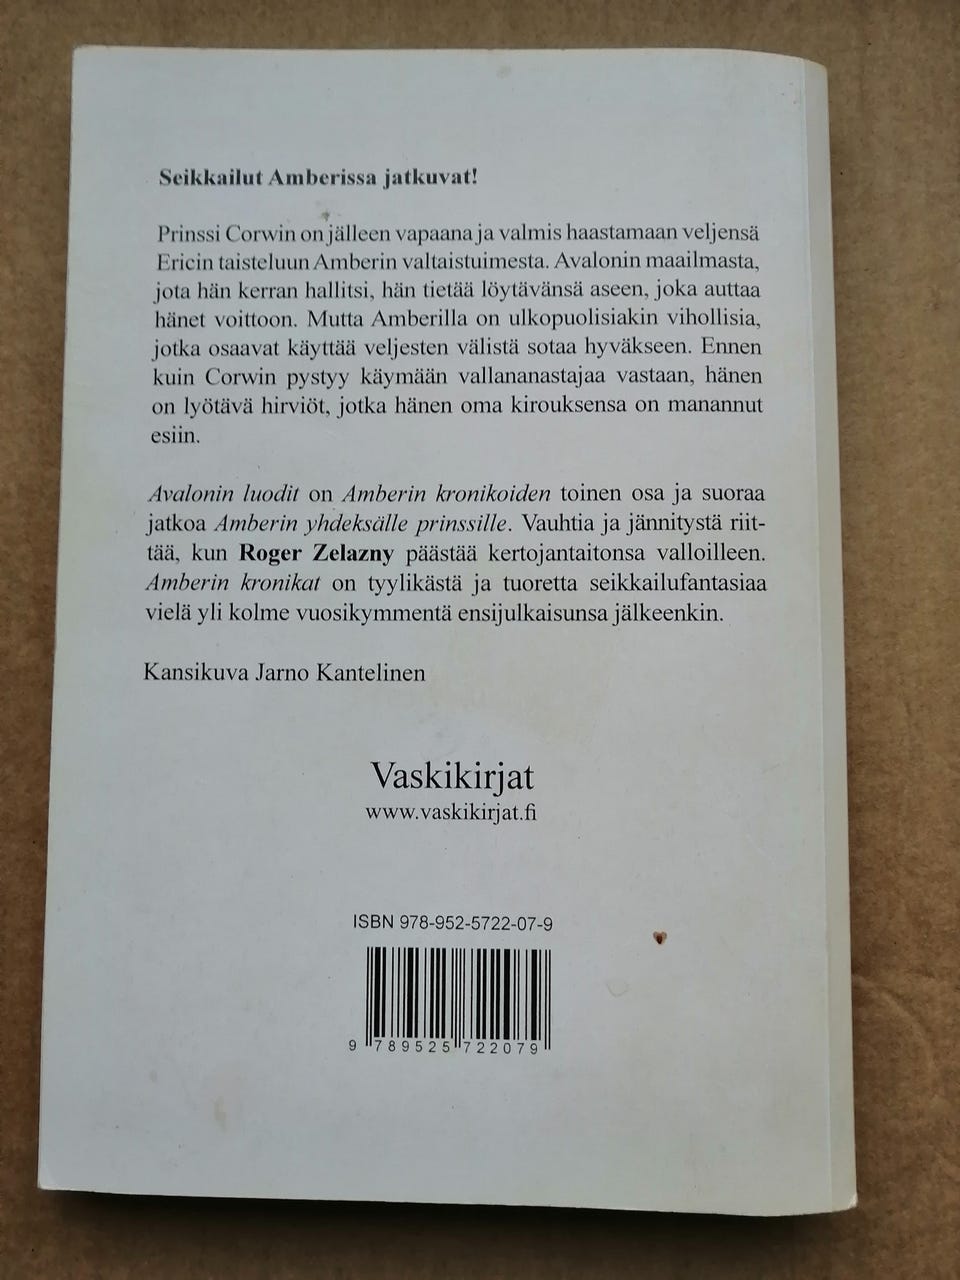 Seikkailut Amberissa jatkuvat!
Prinssi Corwin on jälleen vapaana ja valmis haastamaan veljensä
Ericin taisteluun Amberin valtaistuimesta. Avalonin maailmasta,
jota hän kerran hallitsi, hän tietää löytävänsä aseen, joka auttaa
hänet voittoon. Mutta Amberilla on ulkopuolisiakin vihollisia,
jotka osaavat käyttää veljesten välistä sotaa hyväkseen. Ennen
kuin Corwin pystyy käymään vallananastajaa vastaan, hänen
on lyötävä hirviöt, jotka hänen oma kirouksensa on manannut
esiin.
Avalonin luodit on Amberin kronikoiden toinen osa ja suoraa
jatkoa Amberin yhdeksälle prinssille. Vauhtia ja jännitystä riit-
tää, kun Roger Zelazny päästää kertojantaitonsa valloilleen.
Amberin kronikat on tyylikästä ja tuoretta seikkailufantasiaa
vielä yli kolme vuosikymmentä ensijulkaisunsa jälkeenkin.
Kansikuva Jarno Kantelinen
Vaskikirjat
www.vaskikirjat.fi
ISBN 978-952-5722-07-9
9 789525 722079